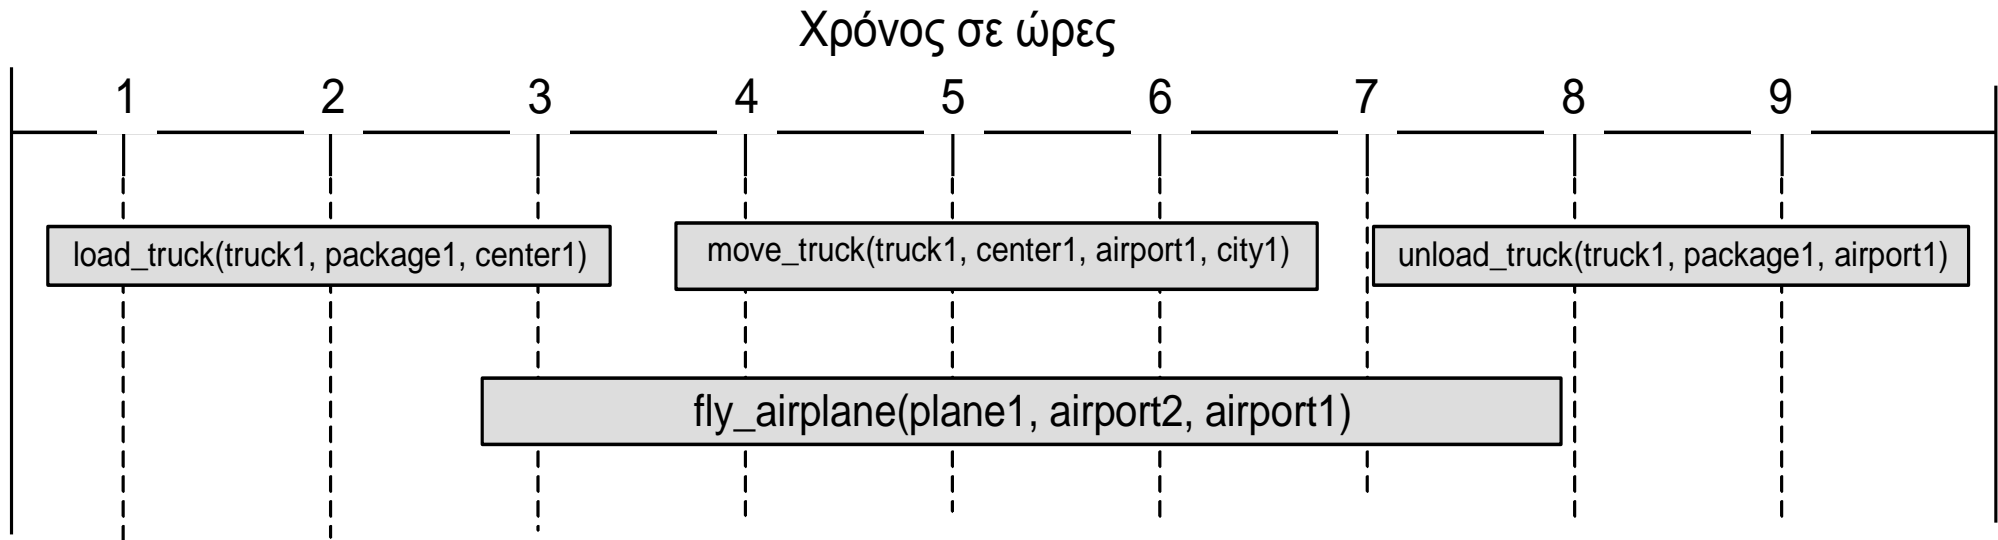 Χρόνος σε ώρες
1 2 3 4 5 6 7 8 9
load_truck(truck1, package1, center1) move_truck(truck1, center1, airport1, city1) unload_truck(truck1, package1, airport1)
fly_airplane(plane1, airport2, airport1)